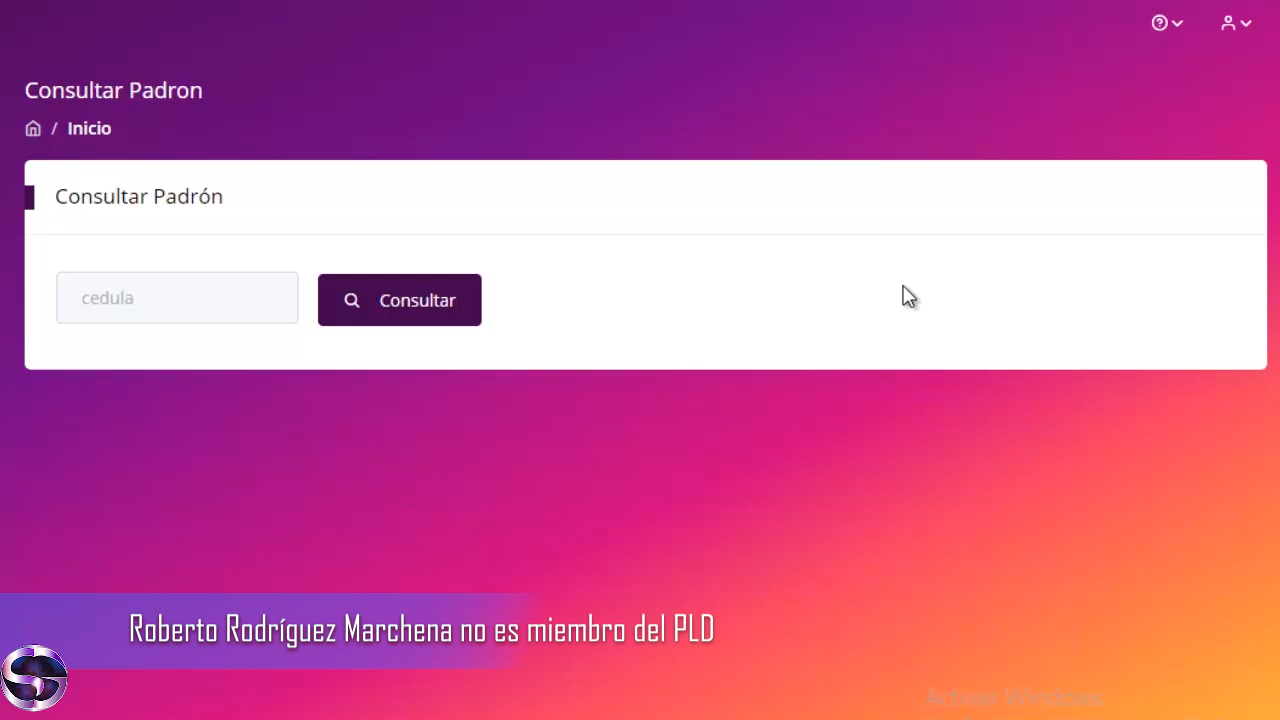 Consultar Padron
/ Inicio
Consultar Padrón
cedula
Consultar
Roberto Rodríguez Marchena no es miembro del PLD
Activar Windows